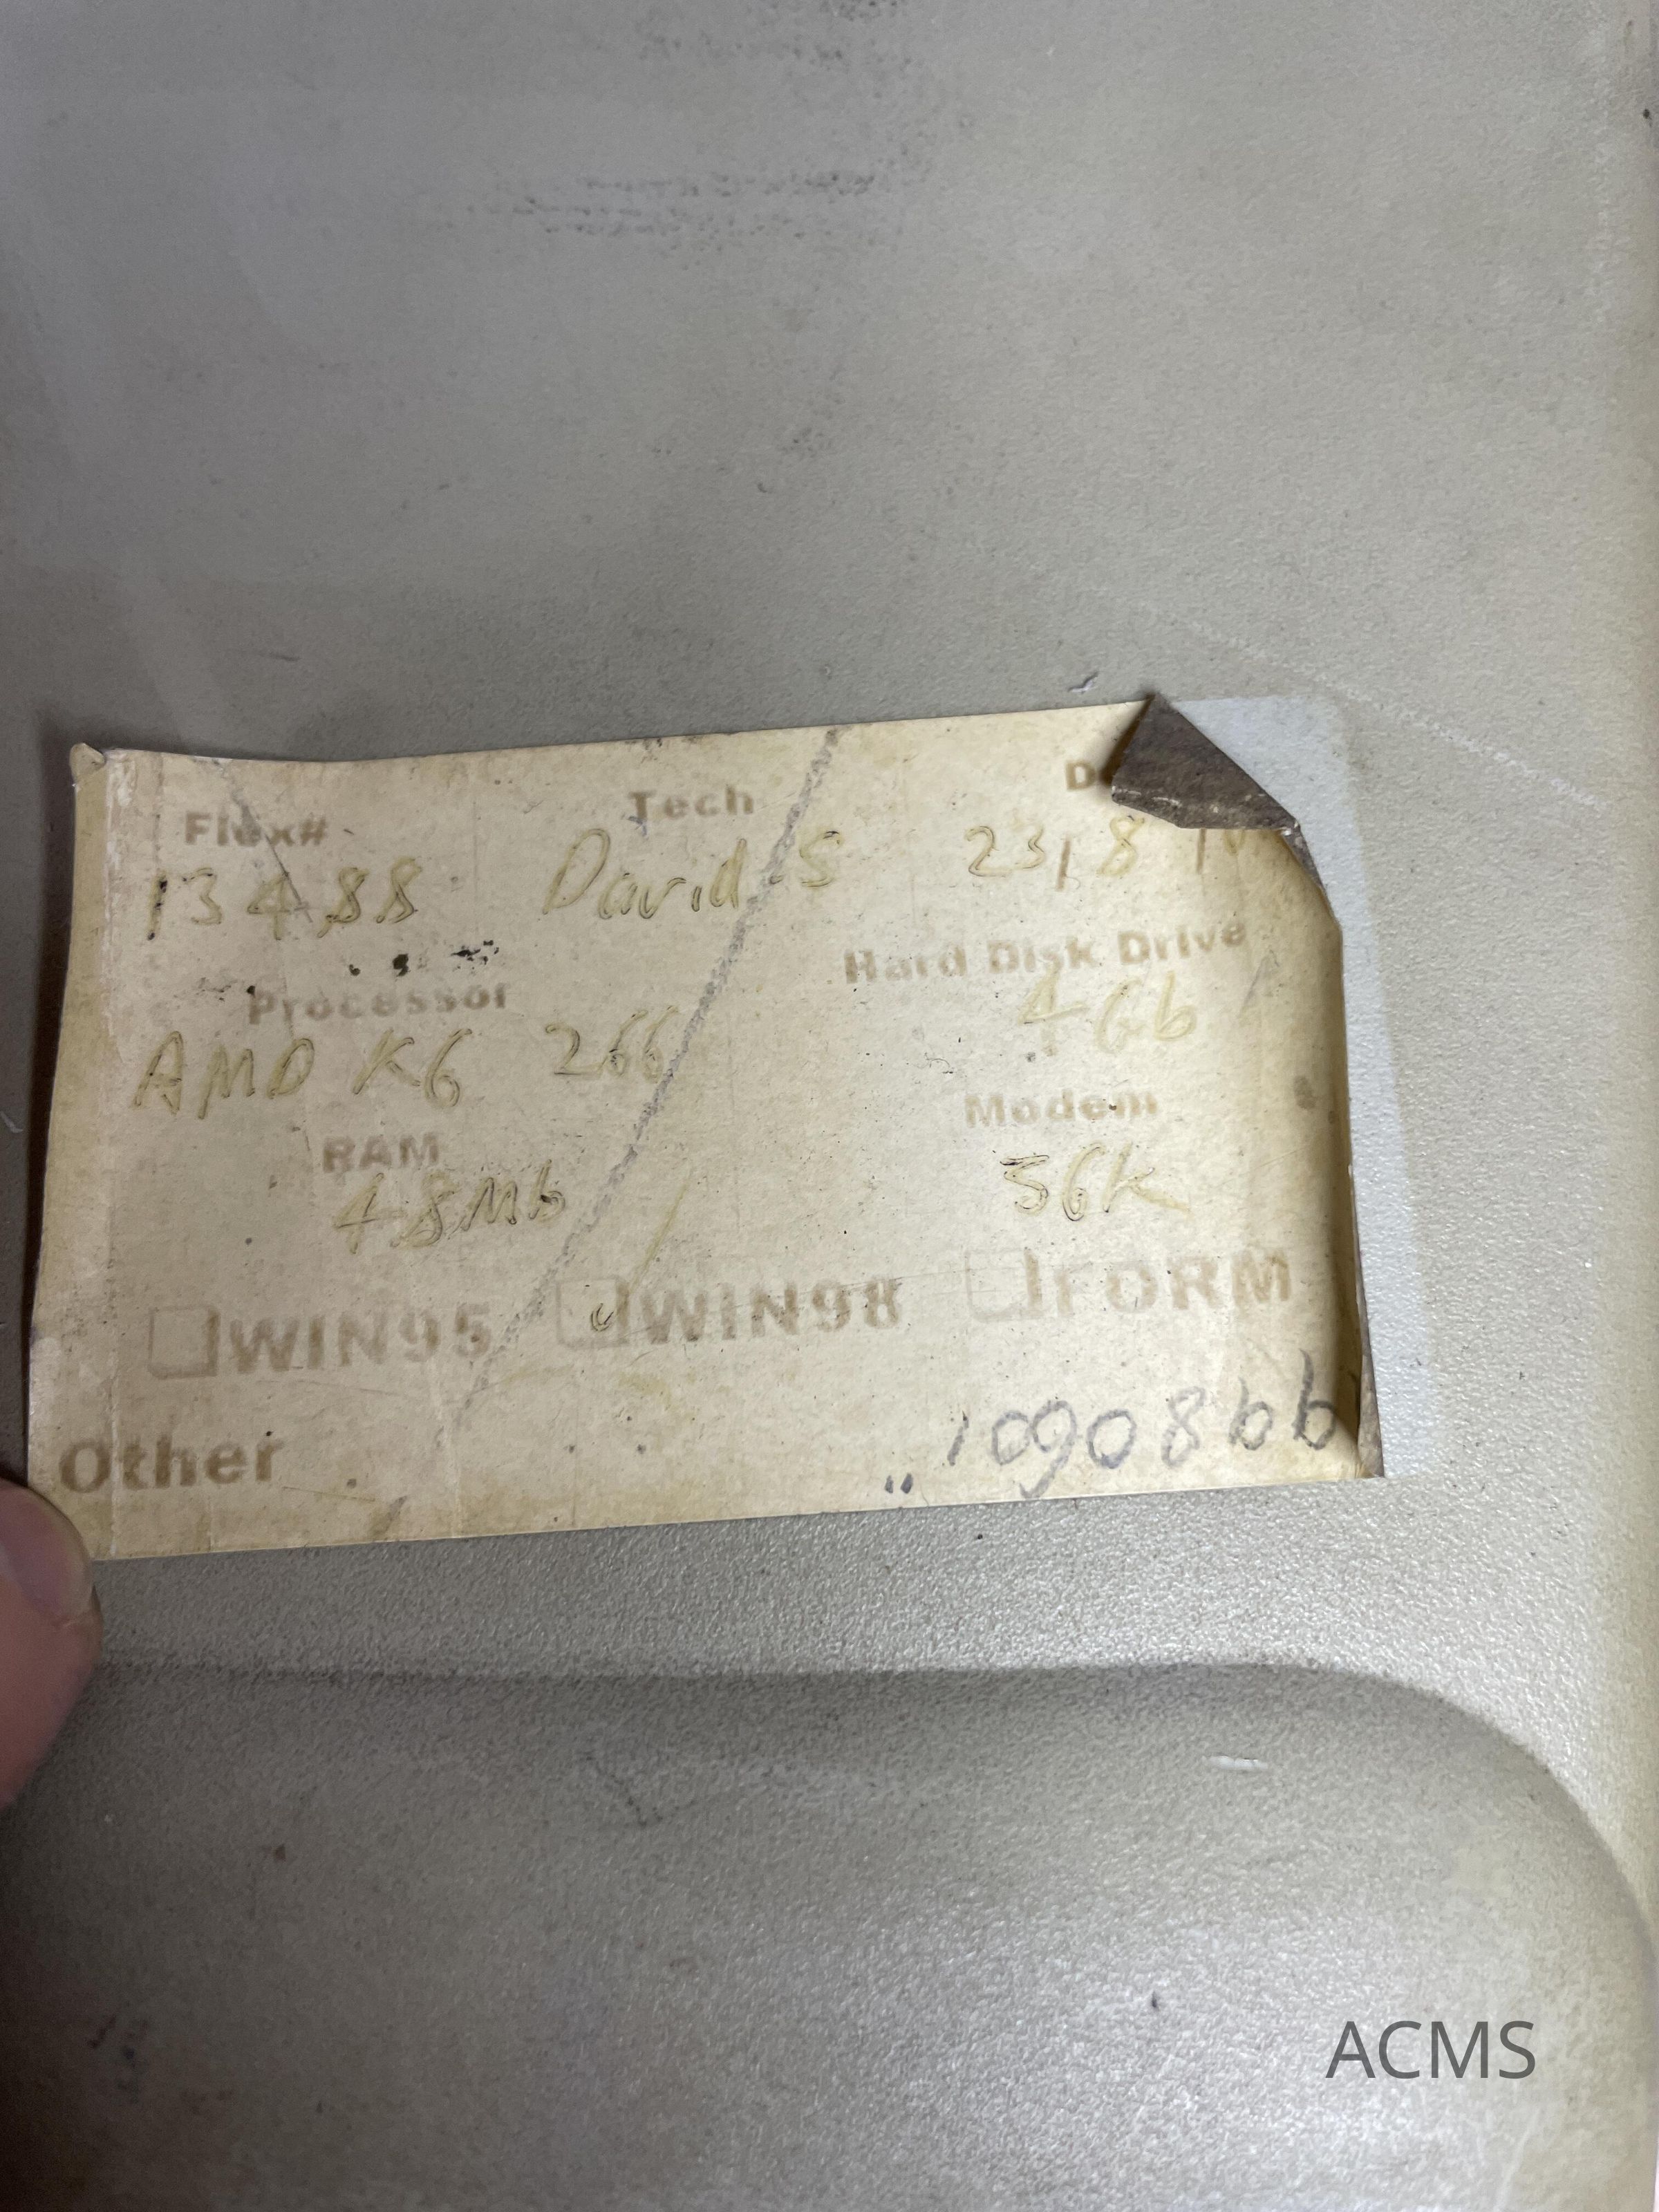 Flex# Tech
13488 David S 23/8
Processor Hard Disk Drive
AMD K6 266 4Gb
RAM Modem
48Mb 56K
WIN95 WIN98 FORM
Other 1090866
ACMS